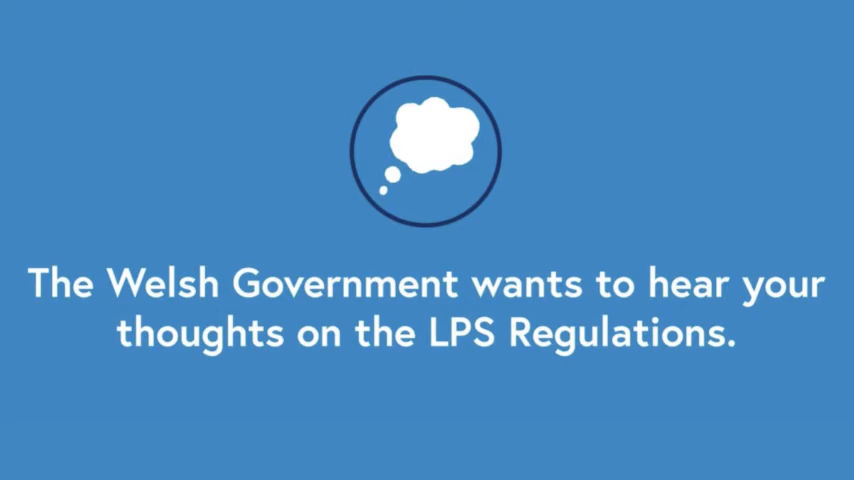 The Welsh Government wants to hear your
thoughts on the LPS Regulations.